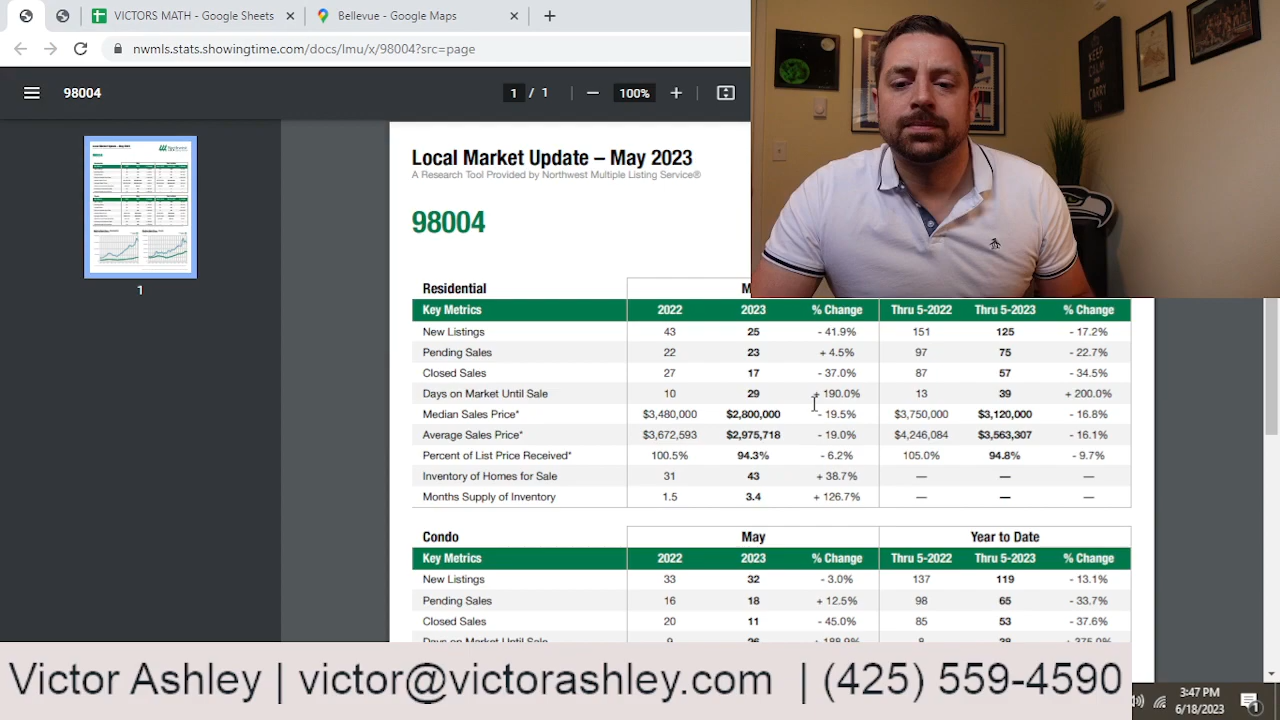 VICTORS MATH - Google Sheets
Bellevue - Google Maps
nwmls.stats.showingtime.com/docs/lmu/x/98004?src=page
98004
1 / 1
100%
1
Local Market Update – May 2023
A Research Tool Provided by Northwest Multiple Listing Service®
98004
Residential
Key Metrics 2022 2023 % Change Thru 5-2022 Thru 5-2023 % Change
New Listings 43 25 - 41.9% 151 125 - 17.2%
Pending Sales 22 23 + 4.5% 97 75 - 22.7%
Closed Sales 27 17 - 37.0% 87 57 - 34.5%
Days on Market Until Sale 10 29 + 190.0% 13 39 + 200.0%
Median Sales Price* $3,480,000 $2,800,000 - 19.5% $3,750,000 $3,120,000 - 16.8%
Average Sales Price* $3,672,593 $2,975,718 - 19.0% $4,246,084 $3,563,307 - 16.1%
Percent of List Price Received* 100.5% 94.3% - 6.2% 105.0% 94.8% - 9.7%
Inventory of Homes for Sale 31 43 + 38.7% — — —
Months Supply of Inventory 1.5 3.4 + 126.7% — — —
Condo May Year to Date
Key Metrics 2022 2023 % Change Thru 5-2022 Thru 5-2023 % Change
New Listings 33 32 - 3.0% 137 119 - 13.1%
Pending Sales 16 18 + 12.5% 98 65 - 33.7%
Closed Sales 20 11 - 45.0% 85 53 - 37.6%
KEEP
CALM
AND
CARRY
ON
Victor Ashley | victor@victorashley.com | (425) 559-4590
3:47 PM
6/18/2023
1